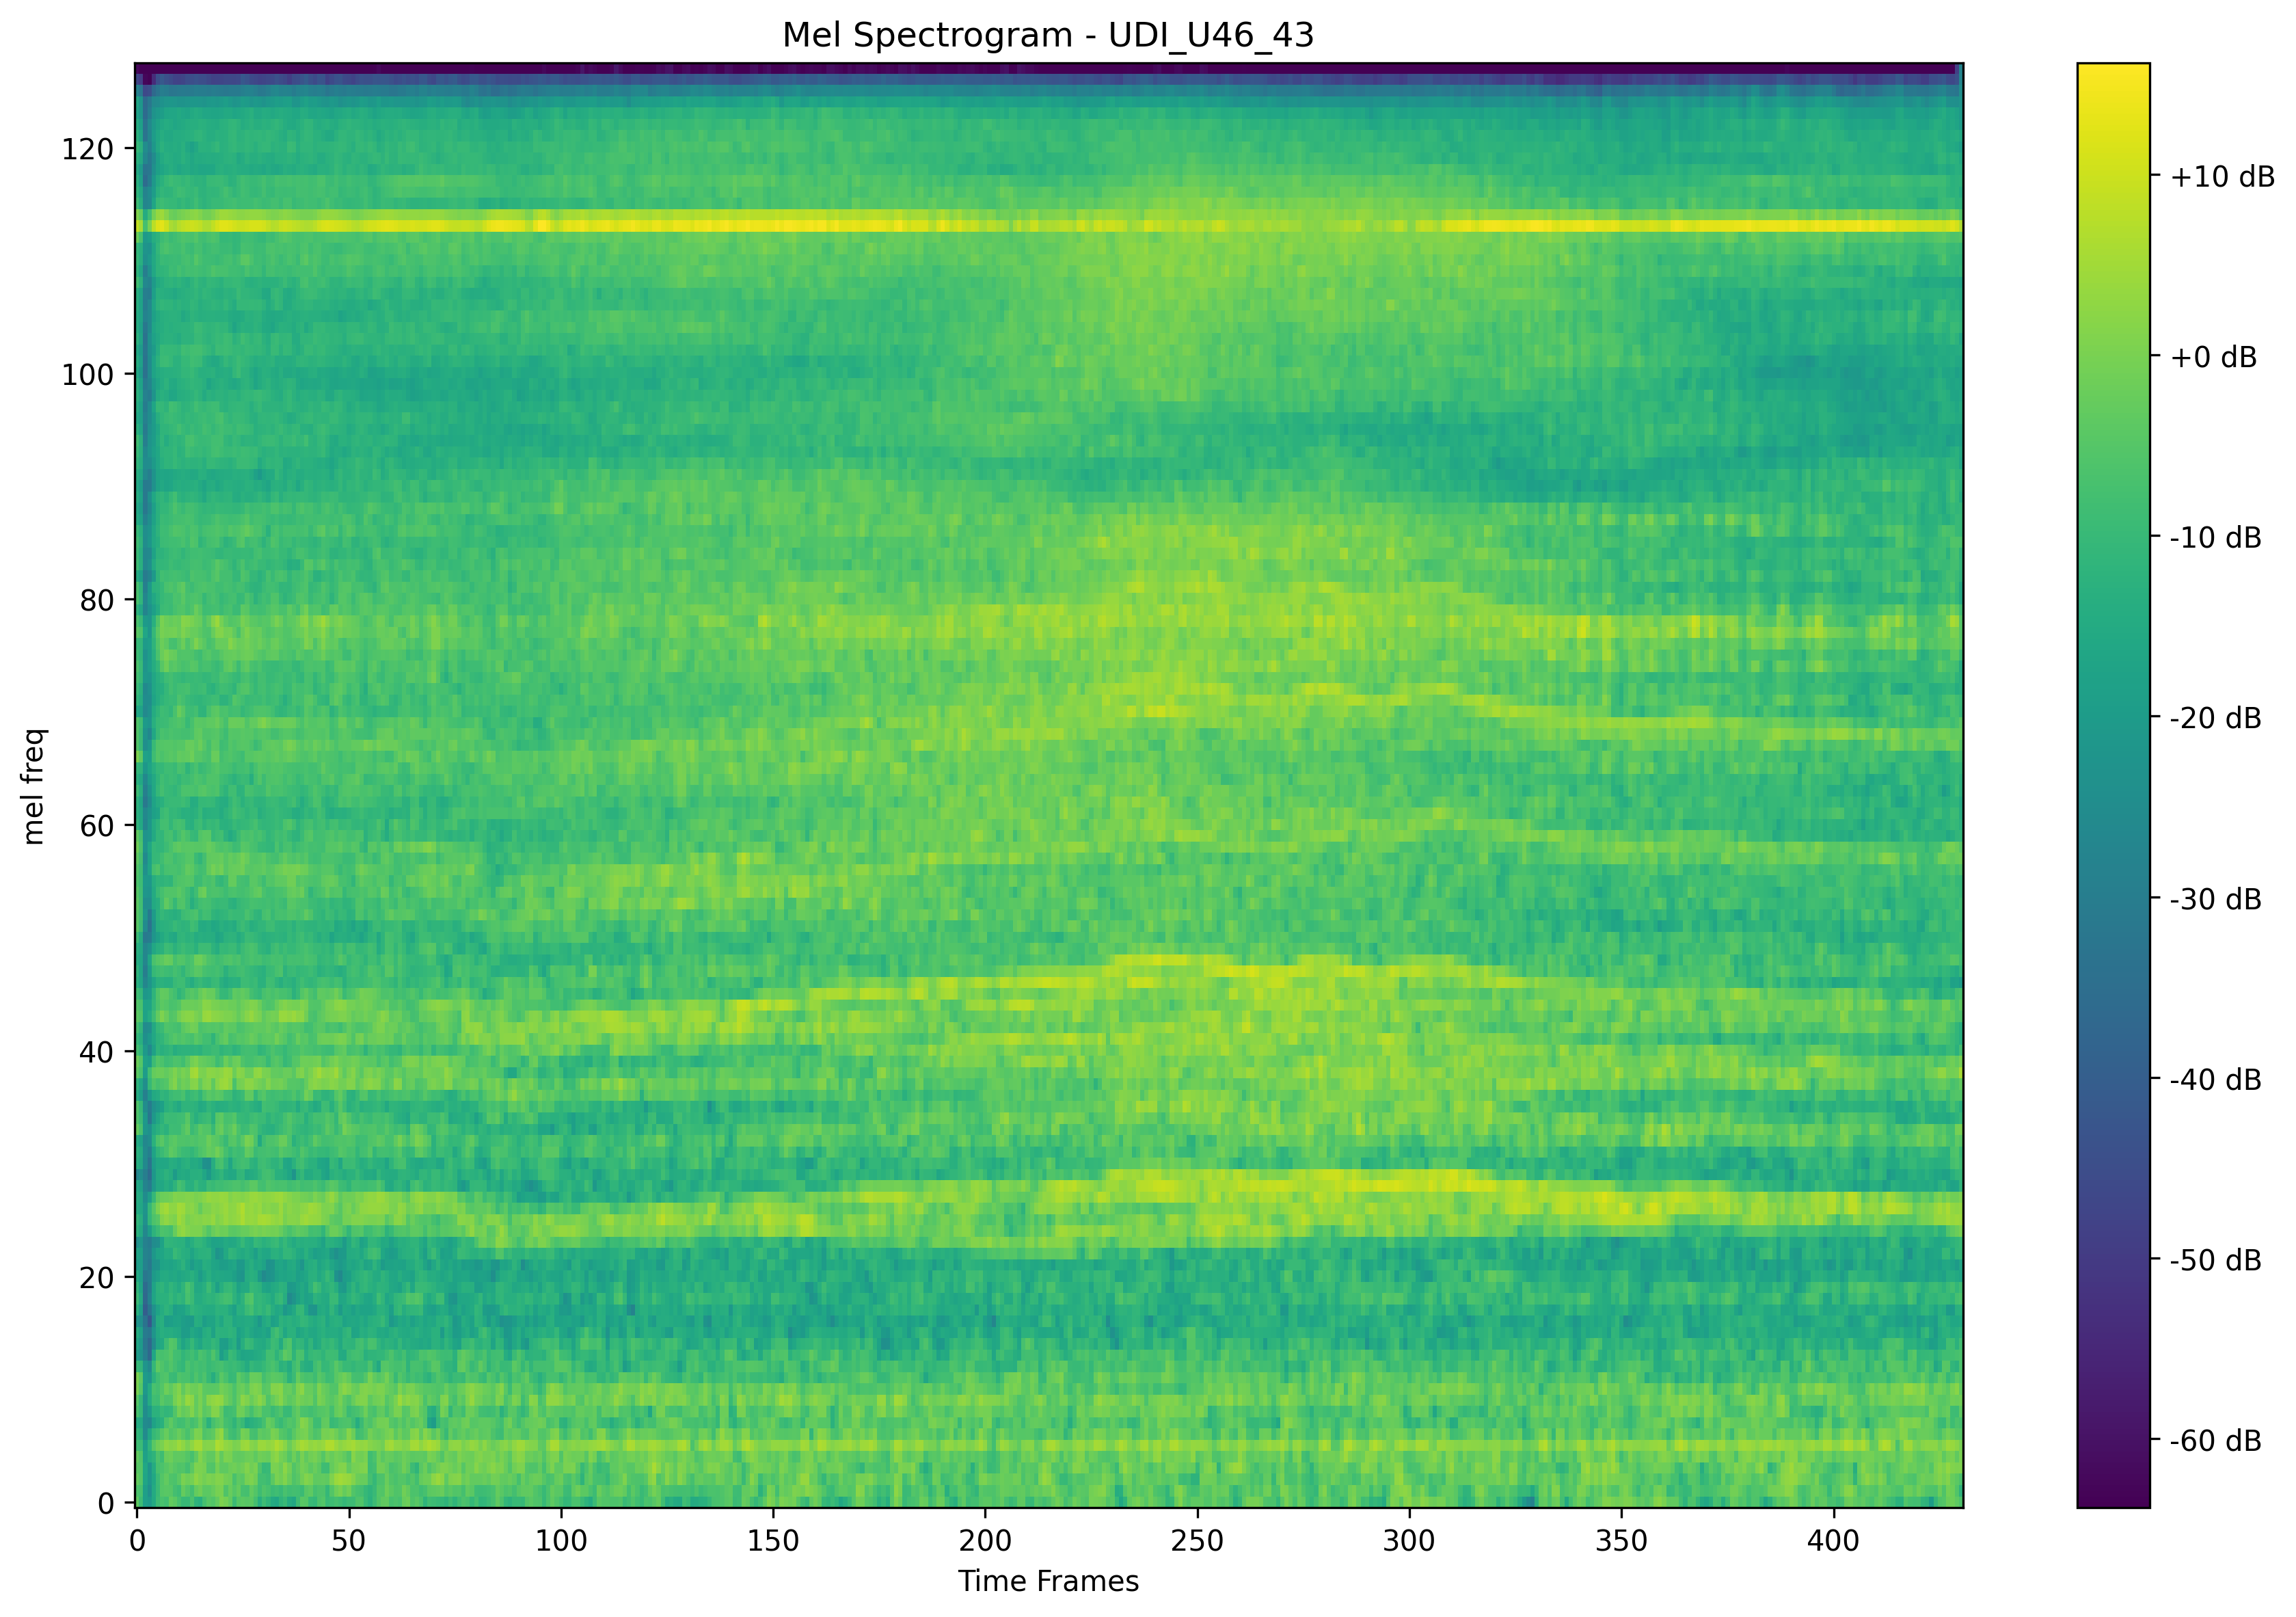 Mel Spectrogram - UDI_U46_43
mel freq
120
100
80
60
40
20
0
0 50 100 150 200 250 300 350 400
Time Frames
+10 dB
+0 dB
-10 dB
-20 dB
-30 dB
-40 dB
-50 dB
-60 dB